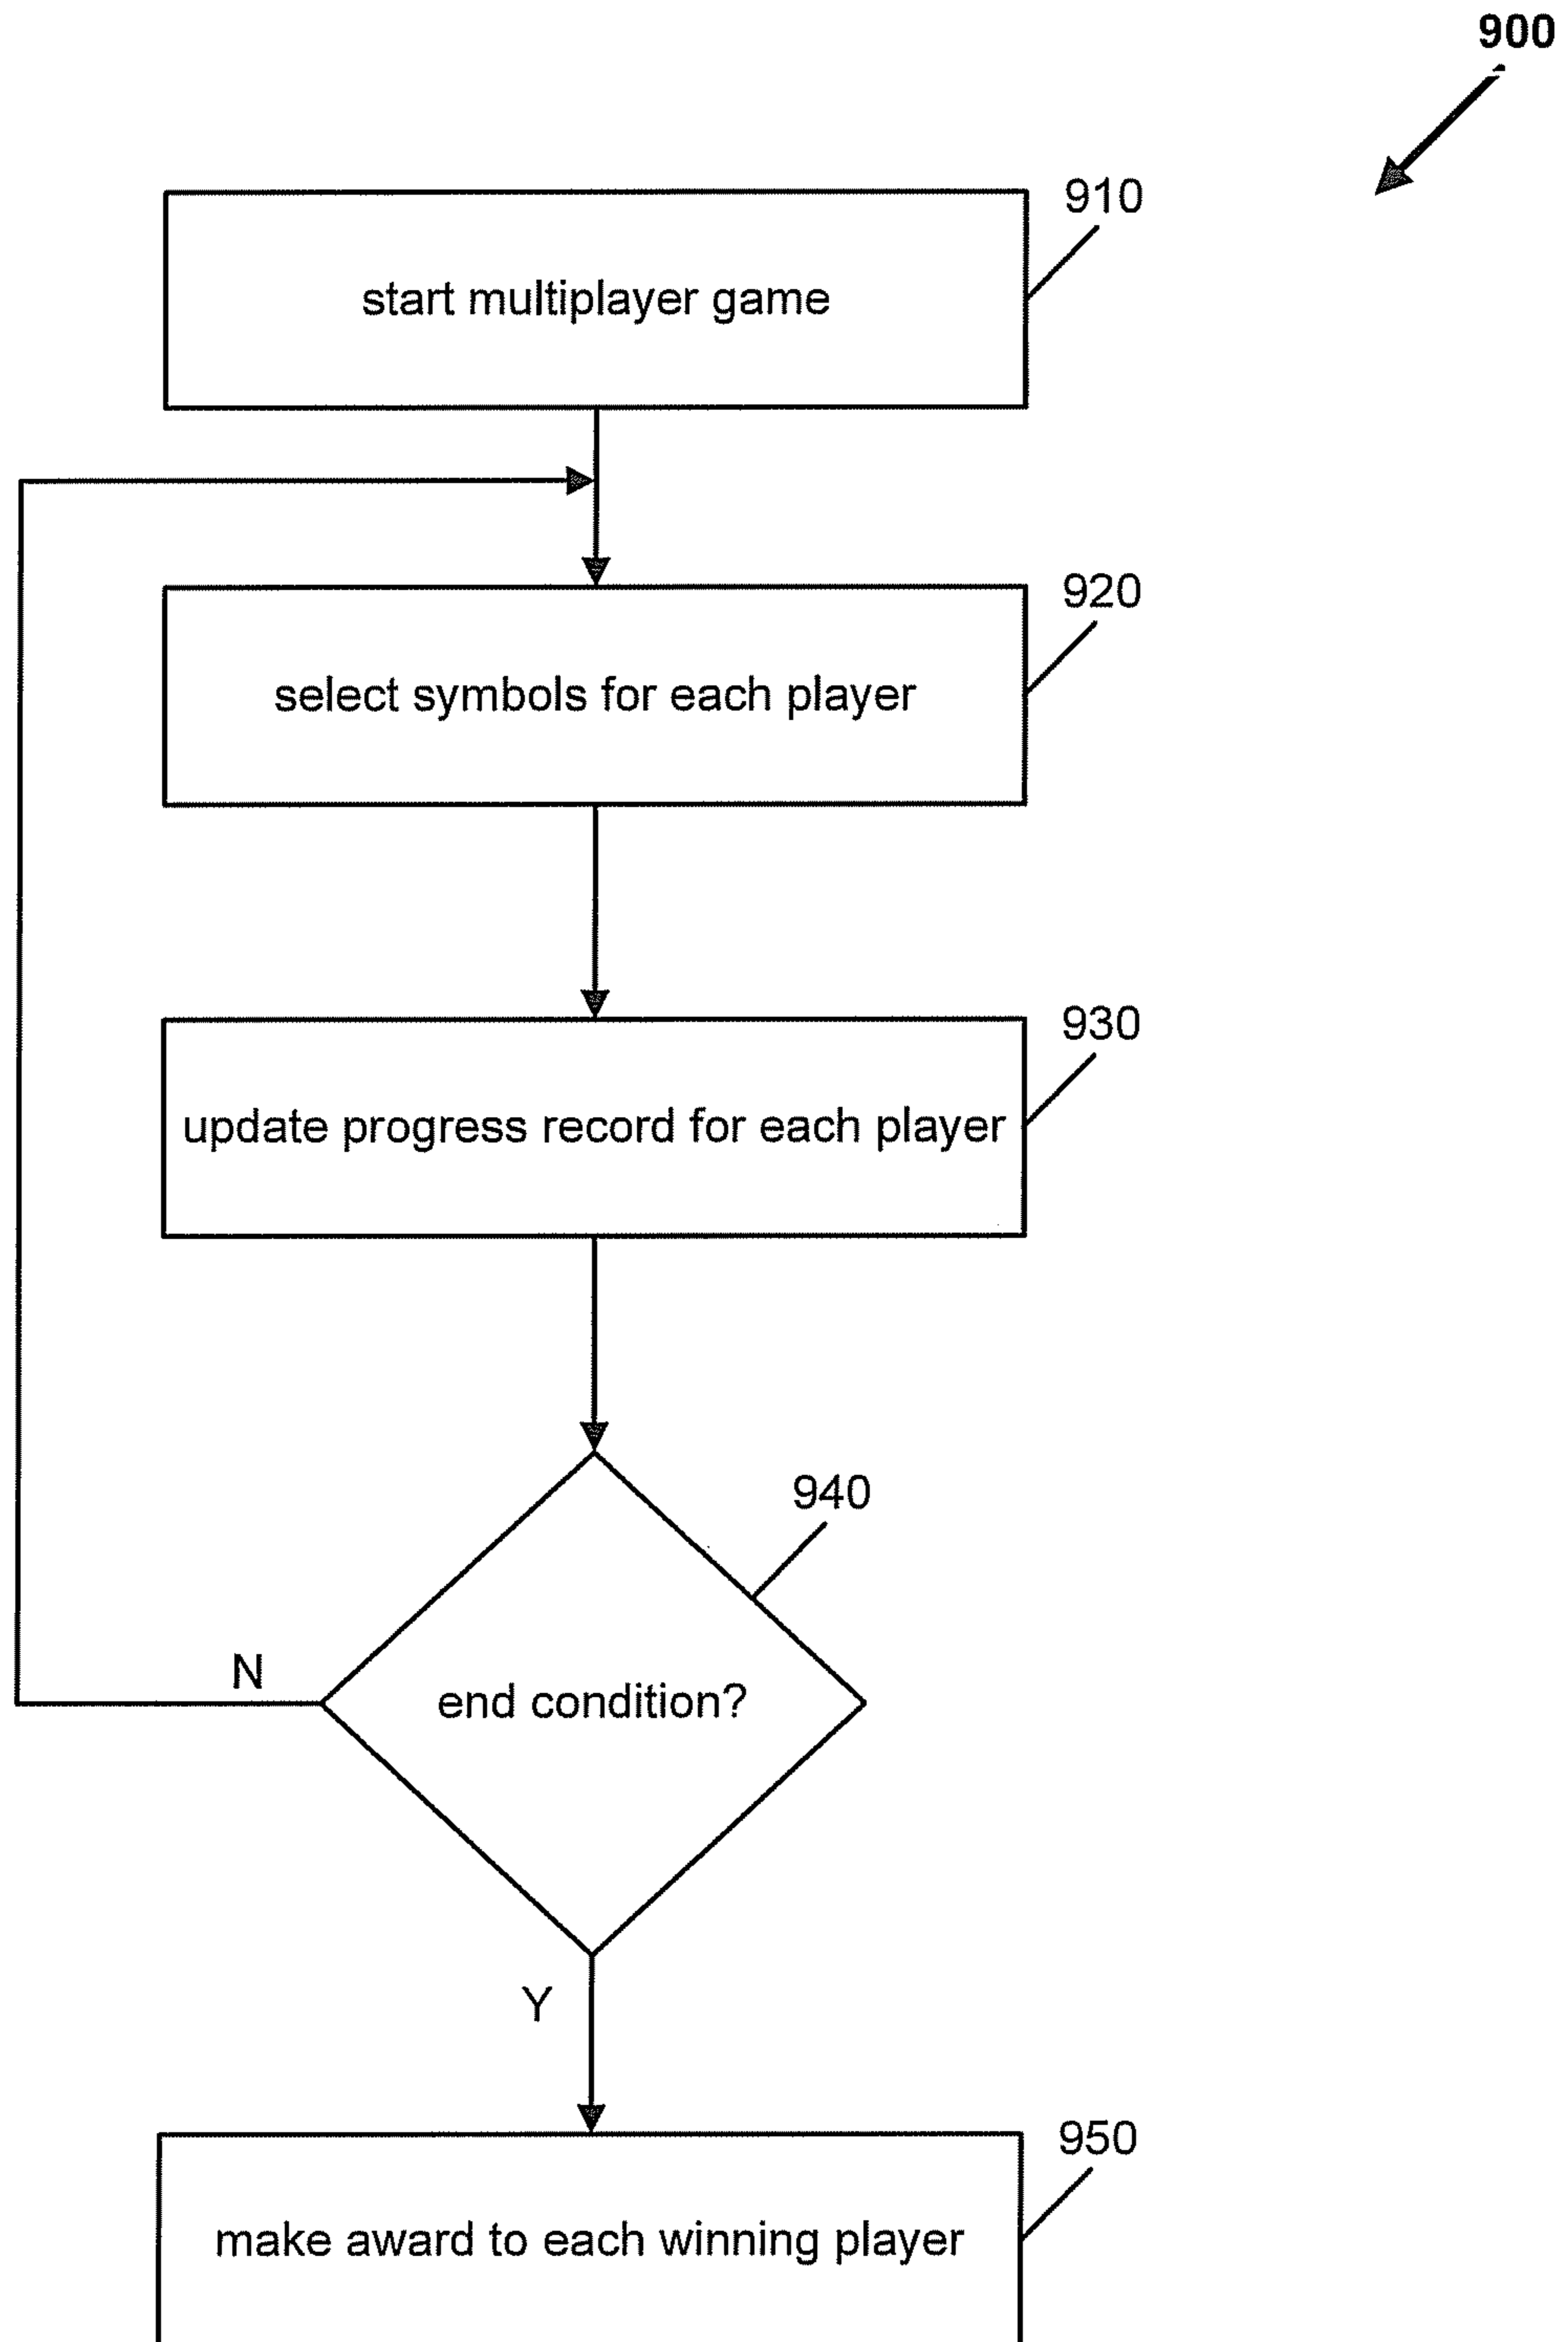 900
910
start multiplayer game
920
select symbols for each player
930
update progress record for each player
940
N
end condition?
Y
950
make award to each winning player